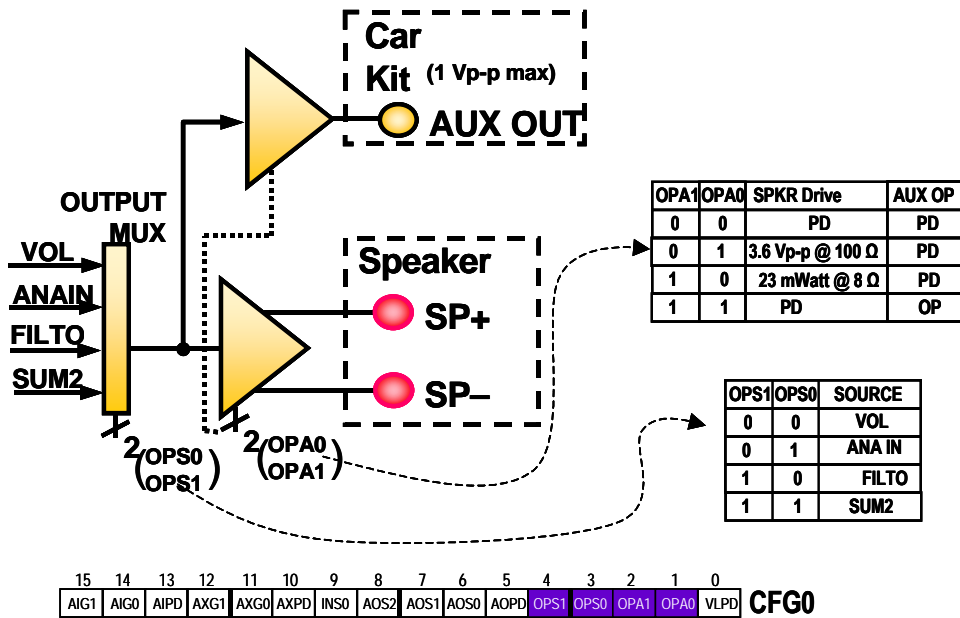 Car
Kit (1 Vp-p max)
AUX OUT
OUTPUT
MUX
VOL
ANAIN
FILTO
SUM2
Speaker
SP+
SP–
2(OPS0
OPS1)
2(OPA0
OPA1)
OPA1 OPA0 SPKR Drive AUX OP
0 0 PD PD
0 1 3.6 Vp-p @ 100 Ω PD
1 0 23 mWatt @ 8 Ω PD
1 1 PD OP
OPS1 OPS0 SOURCE
0 0 VOL
0 1 ANA IN
1 0 FILTO
1 1 SUM2
15 14 13 12 11 10 9 8 7 6 5 4 3 2 1 0
AIG1 AIG0 AIPD AXG1 AXG0 AXPD INS0 AOS2 AOS1 AOS0 AOPD OPS1 OPS0 OPA1 OPA0 VLPD CFG0